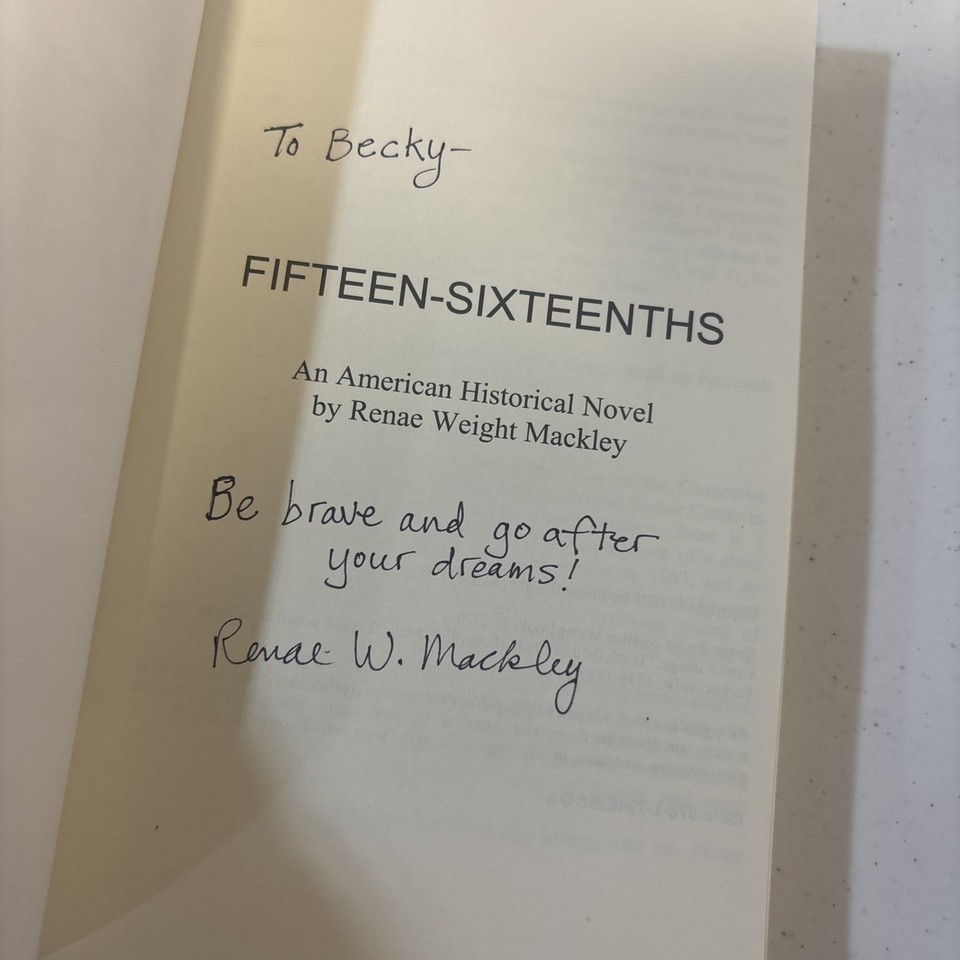 To Becky-
FIFTEEN-SIXTEENTHS
An American Historical Novel
by Renae Weight Mackley
Be brave and go after
your dreams!
Renae W. Mackley